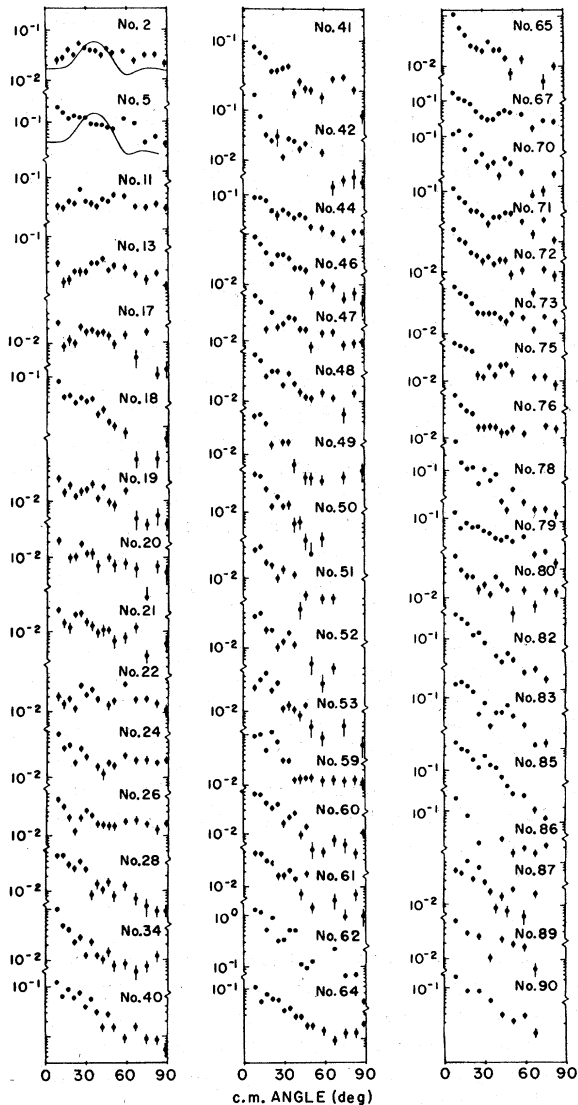 10⁻¹
No. 2
10⁻²
No. 5
10⁻¹
10⁻¹
No. 11
10⁻¹
No. 13
No. 17
10⁻²
10⁻¹
No. 18
No. 19
10⁻²
No. 20
10⁻²
No. 21
10⁻²
No. 22
10⁻²
No. 24
10⁻²
No. 26
10⁻²
No. 28
10⁻²
No. 34
10⁻²
10⁻¹
No. 40
0 30 60 90
No. 41
10⁻¹
No. 42
10⁻²
10⁻¹
No. 44
No. 46
10⁻²
No. 47
10⁻²
No. 48
10⁻²
No. 49
10⁻²
No. 50
10⁻²
No. 51
10⁻²
No. 52
10⁻²
No. 53
10⁻²
No. 59
10⁻²
No. 60
10⁻²
No. 61
10⁻²
10⁰
No. 62
10⁻¹
10⁻¹
No. 64
0 30 60 90
c.m. ANGLE (deg)
No. 65
10⁻²
No. 67
10⁻¹
10⁻¹
No. 70
No. 71
10⁻¹
No. 72
10⁻²
No. 73
10⁻²
No. 75
10⁻²
No. 76
10⁻²
No. 78
10⁻¹
No. 79
10⁻¹
No. 80
10⁻²
No. 82
10⁻¹
No. 83
10⁻¹
No. 85
10⁻¹
10⁻¹
No. 86
No. 87
10⁻²
No. 89
10⁻²
No. 90
10⁻¹
0 30 60 90